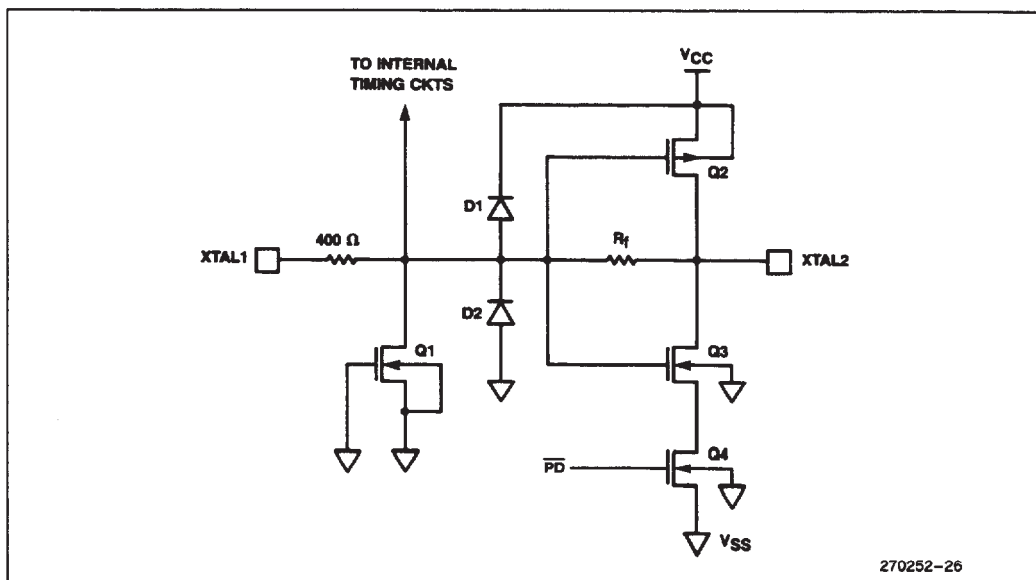 TO INTERNAL
TIMING CKTS
VCC
Q2
D1
400 Ω
Rf
XTAL1
XTAL2
D2
Q1
Q3
Q4
PD
VSS
270252-26